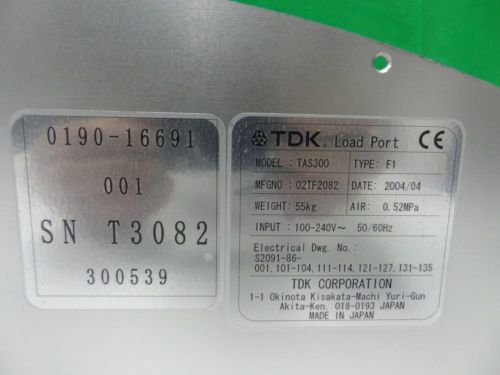 0190-16691
001
SN T3082
300539
TDK. Load Port CE
MODEL: TAS300 TYPE: F1
MFGNO: 02TF2082 DATE: 2004/04
WEIGHT: 55kg AIR: 0.52MPa
INPUT: 100-240V~ 50/60Hz
Electrical Dwg. No.:
S2091-86-
001,101-104,111-114,121-127,131-135
TDK CORPORATION
1-1 Okinota Kisakata-Machi Yuri-Gun
Akita-Ken. 018-0193 JAPAN
MADE IN JAPAN